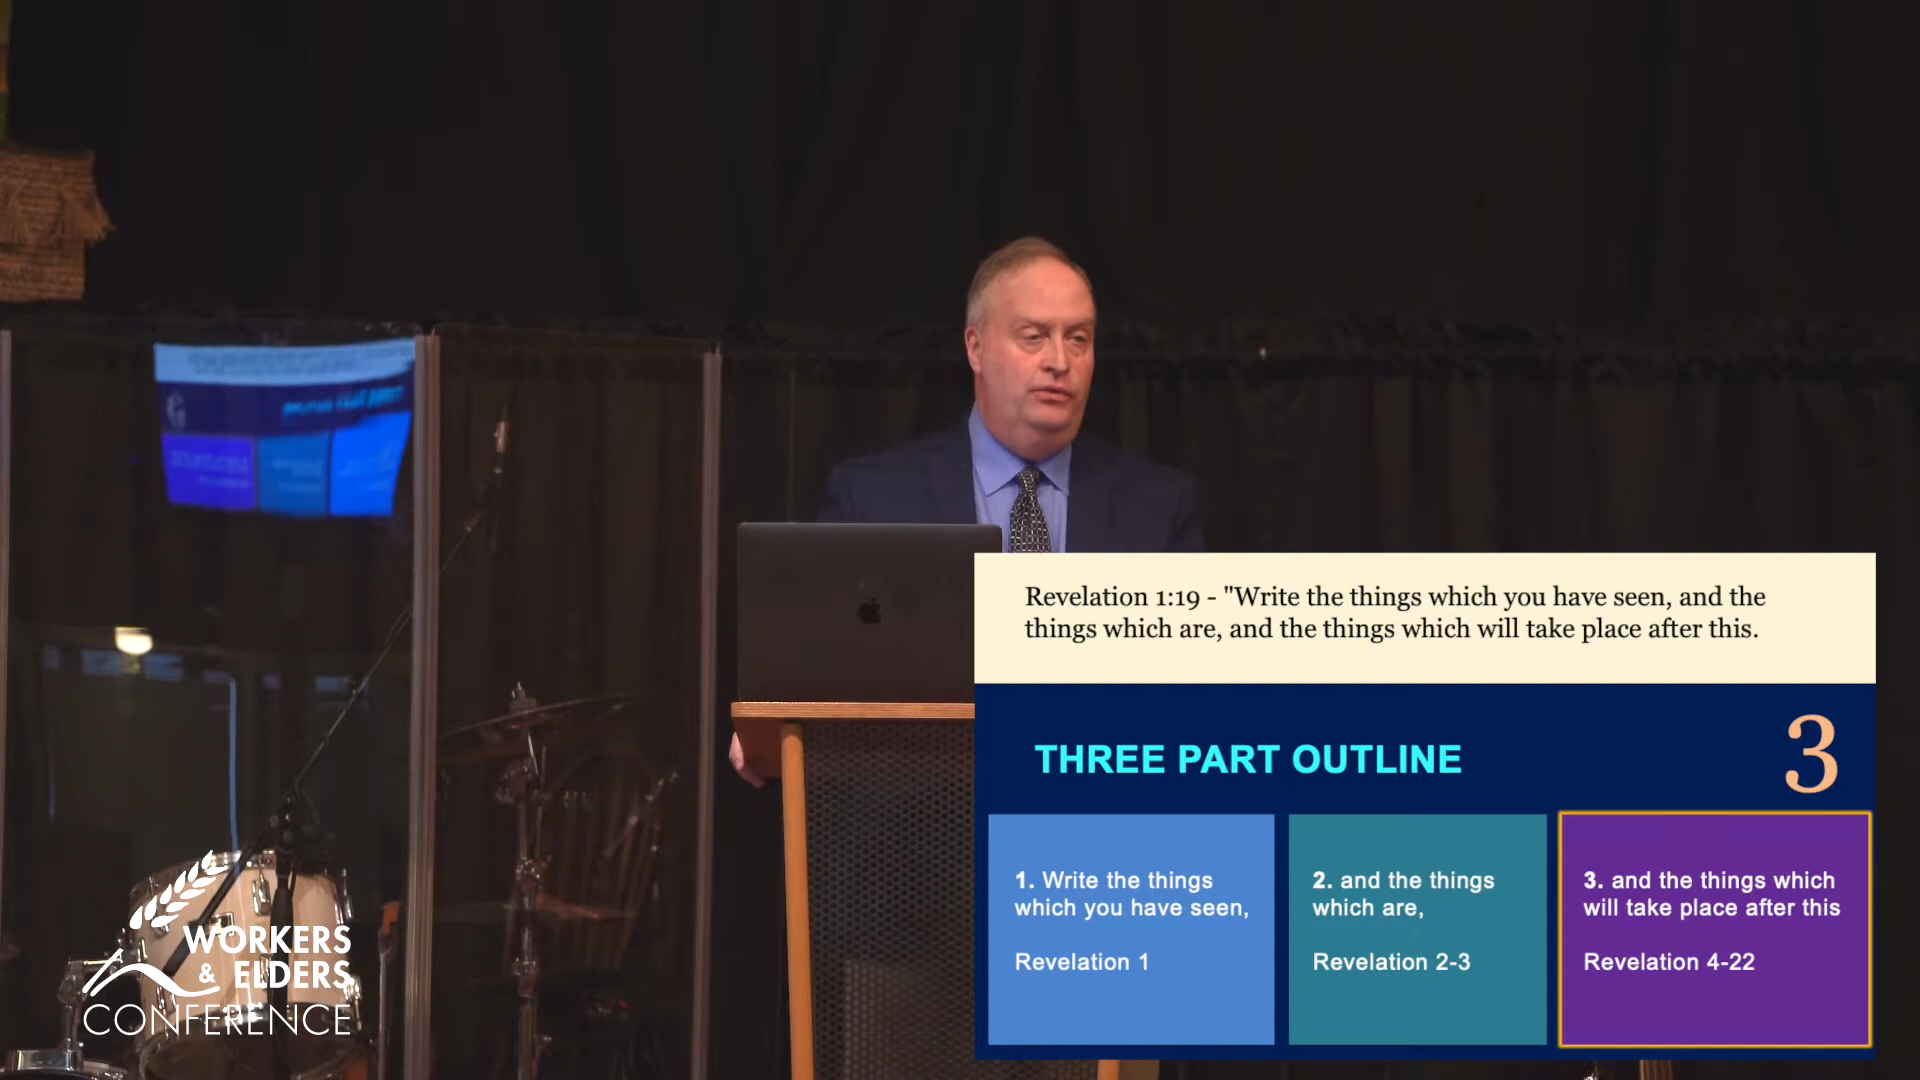 Revelation 1:19 - "Write the things which you have seen, and the
things which are, and the things which will take place after this.
THREE PART OUTLINE
3
1. Write the things
which you have seen,
Revelation 1
2. and the things
which are,
Revelation 2-3
3. and the things which
will take place after this
Revelation 4-22
WORKERS
& ELDERS
CONFERENCE